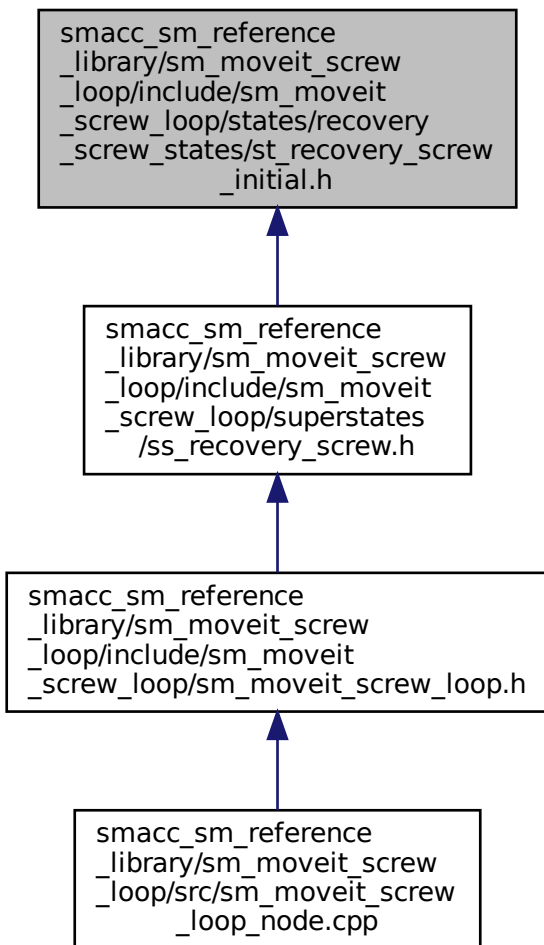 smacc_sm_reference
_library/sm_moveit_screw
_loop/include/sm_moveit
_screw_loop/states/recovery
_screw_states/st_recovery_screw
_initial.h
smacc_sm_reference
_library/sm_moveit_screw
_loop/include/sm_moveit
_screw_loop/superstates
/ss_recovery_screw.h
smacc_sm_reference
_library/sm_moveit_screw
_loop/include/sm_moveit
_screw_loop/sm_moveit_screw_loop.h
smacc_sm_reference
_library/sm_moveit_screw
_loop/src/sm_moveit_screw
_loop_node.cpp